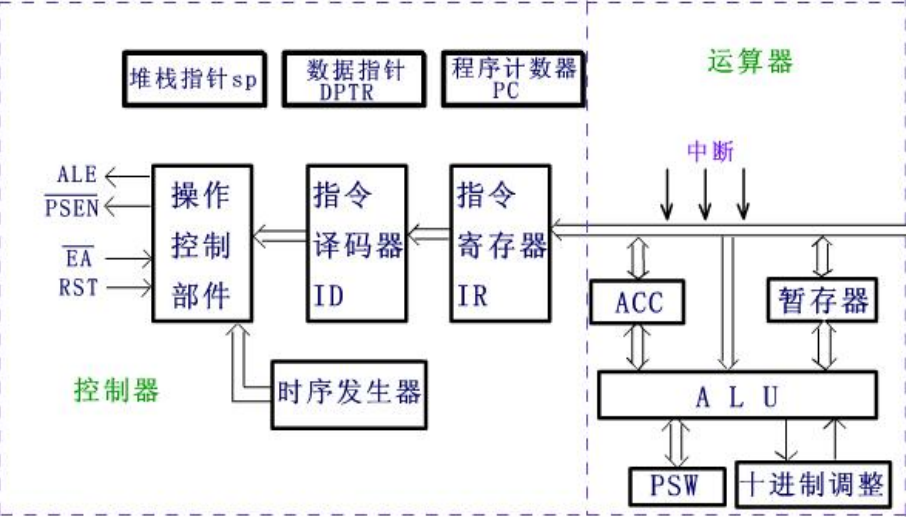 运算器
堆栈指针sp
数据指针
DPTR
程序计数器
PC
中断
ALE
PSEN
EA
RST
操作
控制
部件
指令
译码器
ID
指令
寄存器
IR
ACC
暂存器
控制器
时序发生器
A L U
PSW
十进制调整